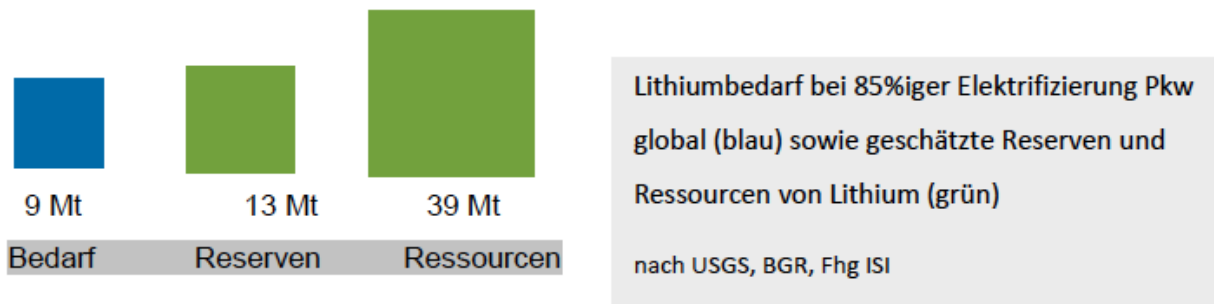 9 Mt
13 Mt
39 Mt
Bedarf
Reserven
Ressourcen
Lithiumbedarf bei 85%iger Elektrifizierung Pkw
global (blau) sowie geschätzte Reserven und
Ressourcen von Lithium (grün)
nach USGS, BGR, Fhg ISI